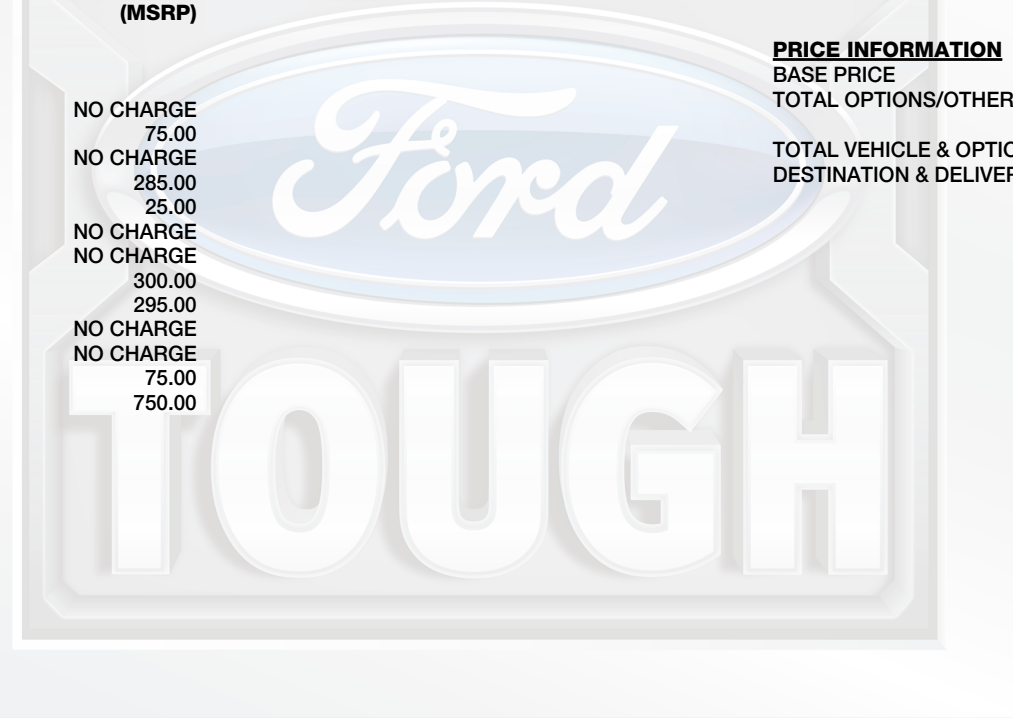 (MSRP)
NO CHARGE
75.00
NO CHARGE
285.00
25.00
NO CHARGE
NO CHARGE
300.00
295.00
NO CHARGE
NO CHARGE
75.00
750.00
PRICE INFORMATION
BASE PRICE
TOTAL OPTIONS/OTHER
TOTAL VEHICLE & OPTIO
DESTINATION & DELIVER
Ford
TOUGH